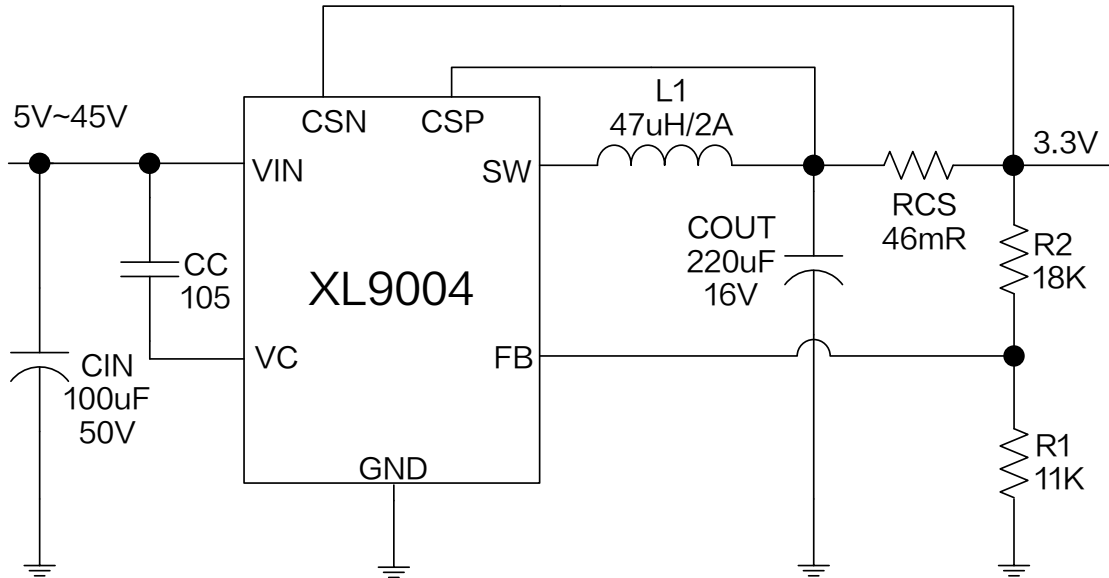 5V~45V
CSN
CSP
L1
47uH/2A
3.3V
VIN
SW
RCS
46mR
COUT
220uF
16V
R2
18K
CC
105
XL9004
VC
FB
CIN
100uF
50V
GND
R1
11K